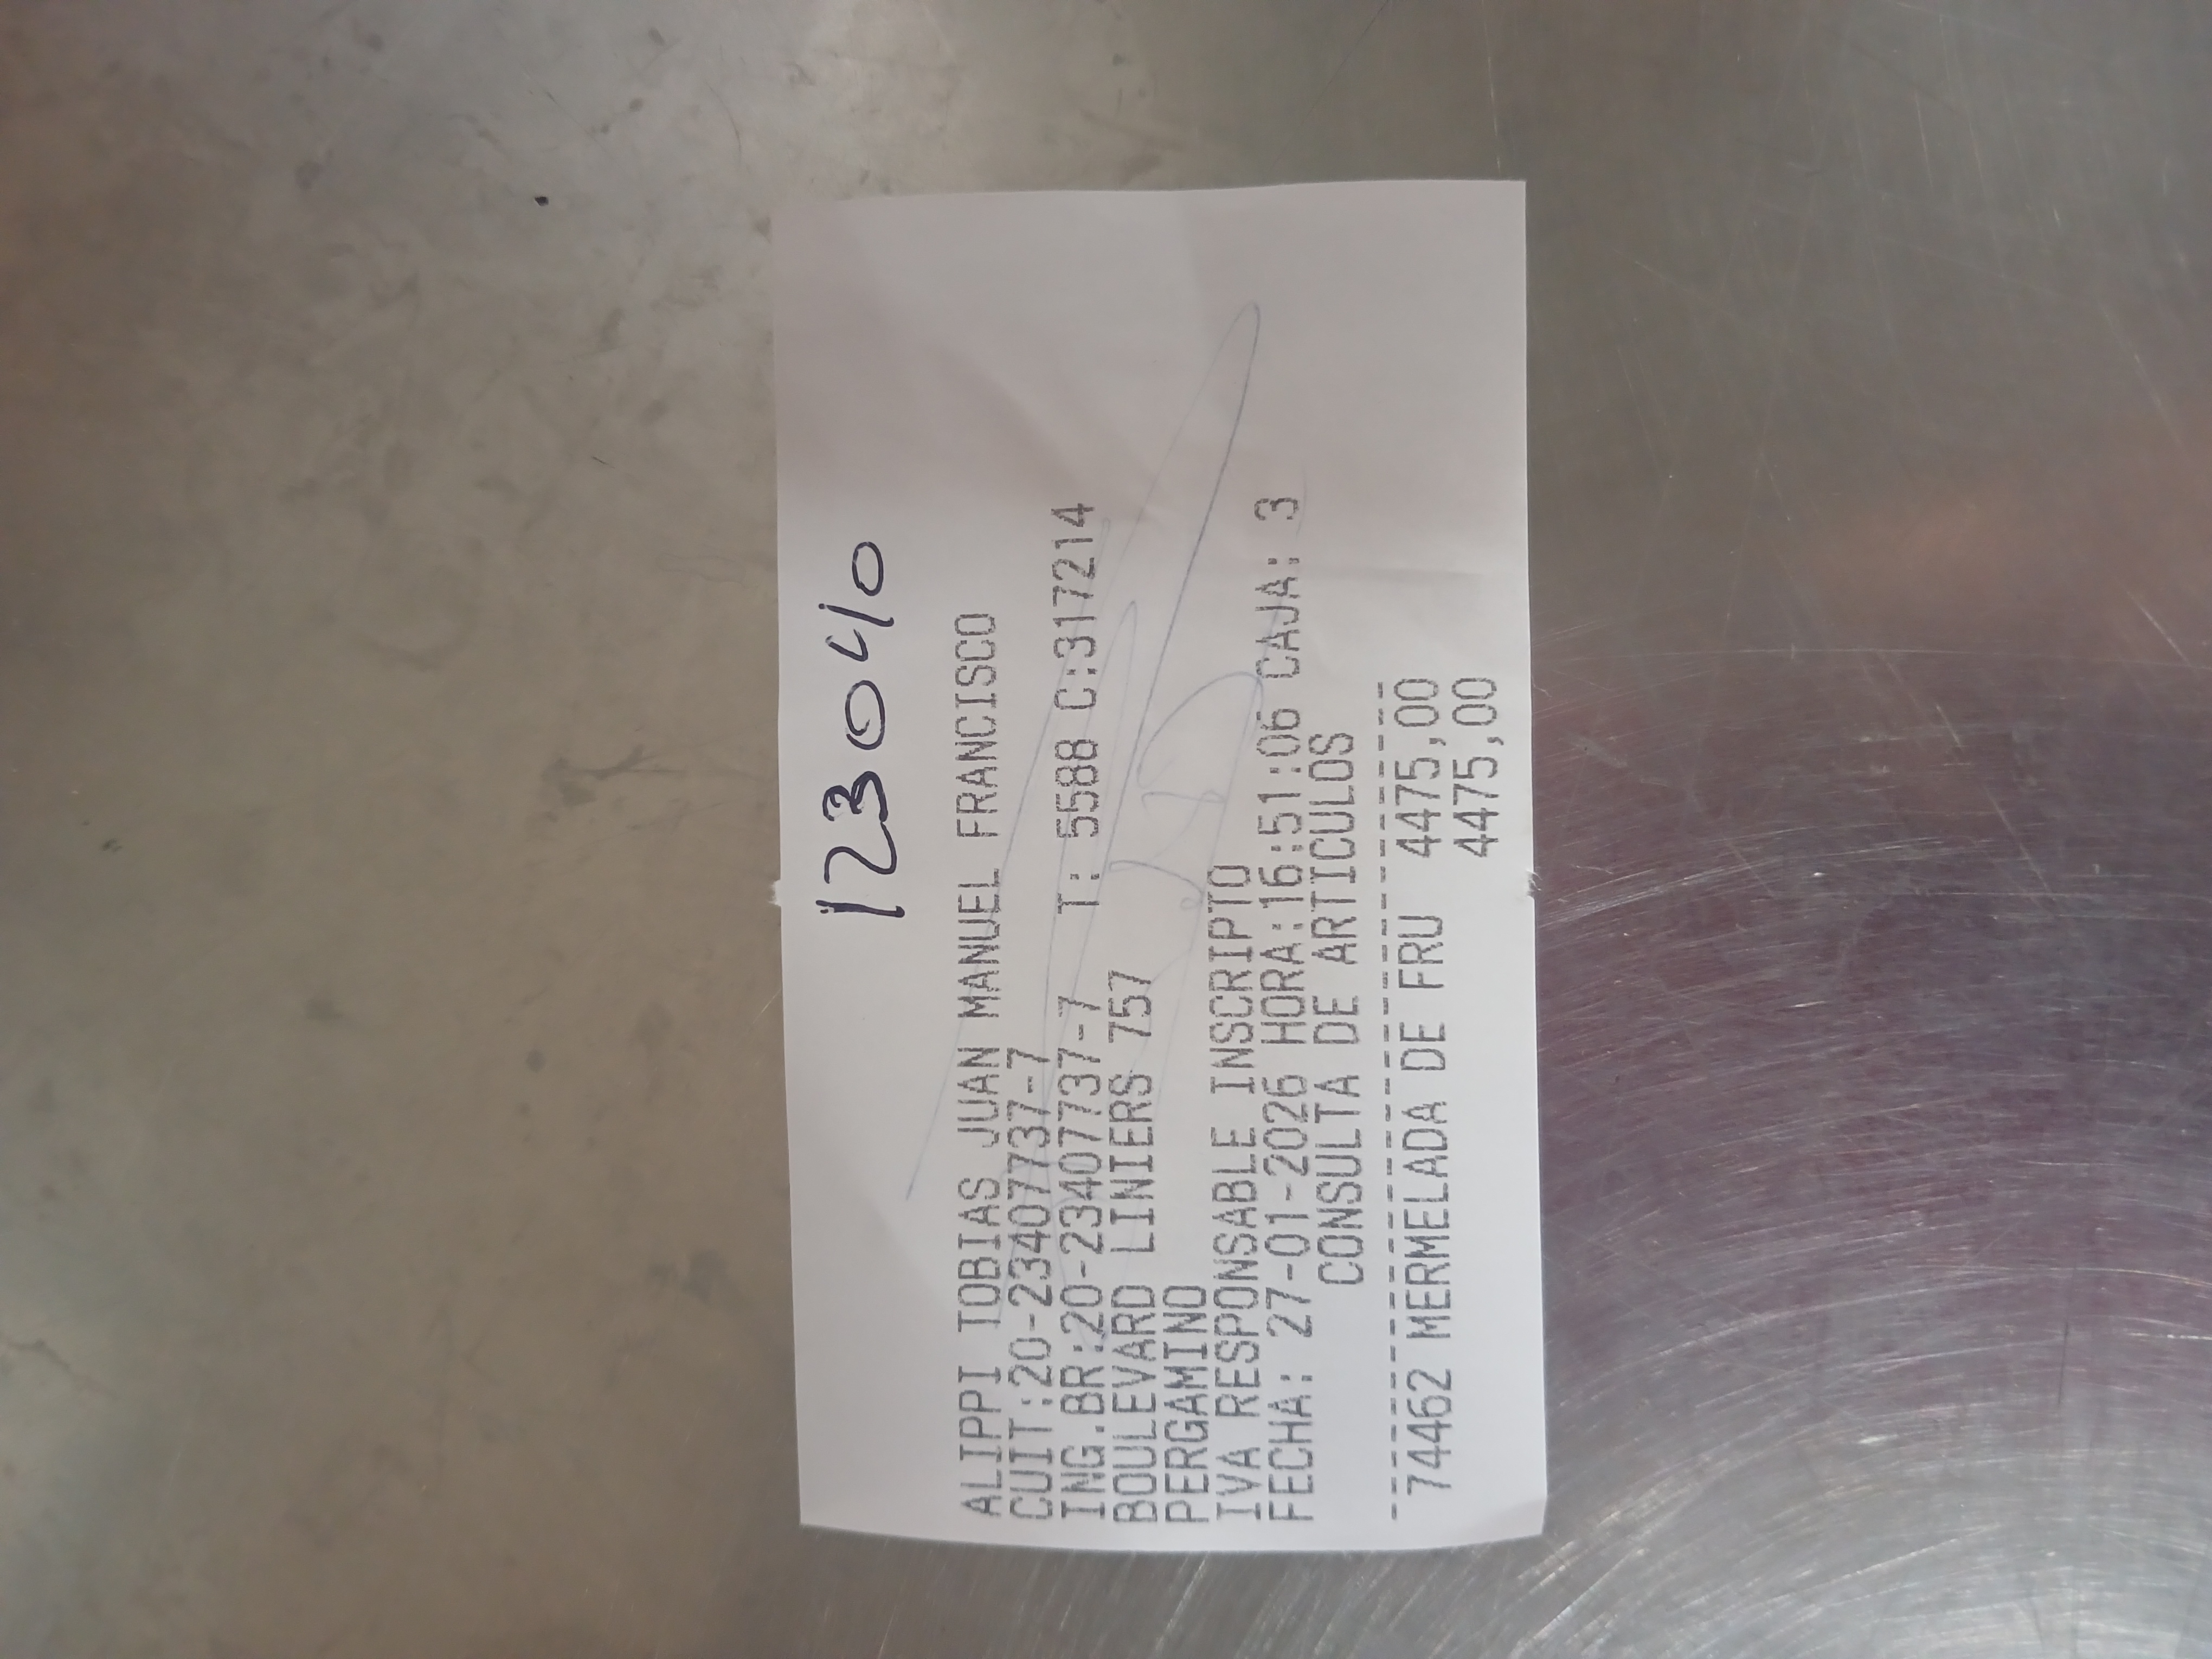 123040
ALIPPI TOBIAS JUAN MANUEL FRANCISCO
CUIT:20-23407737-7
ING.BR:20-23407737-7 T: 5588 C:317214
BOULEVARD LINIERS 757
PERGAMINO
IVA RESPONSABLE INSCRIPTO
FECHA: 27-01-2026 HORA:16:51:06 CAJA: 3
CONSULTA DE ARTICULOS
74462 MERMELADA DE FRU 4475,00
4475,00